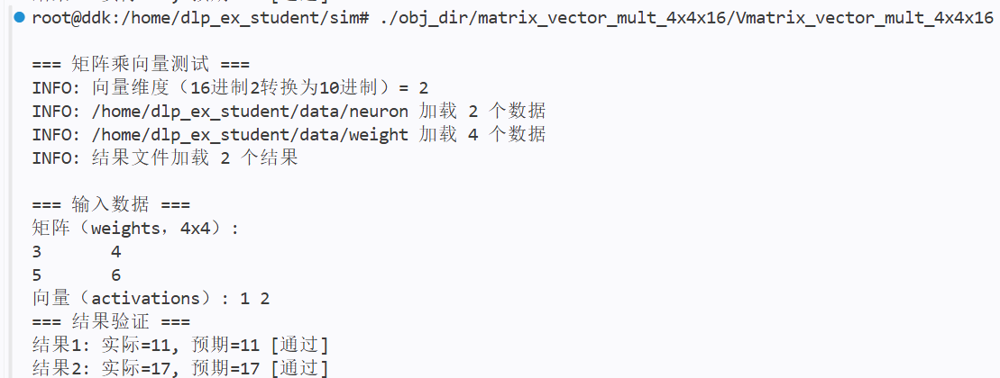 root@ddk:/home/dlp_ex_student/sim# ./obj_dir/matrix_vector_mult_4x4x16/Vmatrix_vector_mult_4x4x16
=== 矩阵乘向量测试 ===
INFO: 向量维度（16进制2转换为10进制）= 2
INFO: /home/dlp_ex_student/data/neuron 加载 2 个数据
INFO: /home/dlp_ex_student/data/weight 加载 4 个数据
INFO: 结果文件加载 2 个结果
=== 输入数据 ===
矩阵（weights，4x4）:
3 4
5 6
向量（activations）: 1 2
=== 结果验证 ===
结果1: 实际=11, 预期=11 [通过]
结果2: 实际=17, 预期=17 [通过]